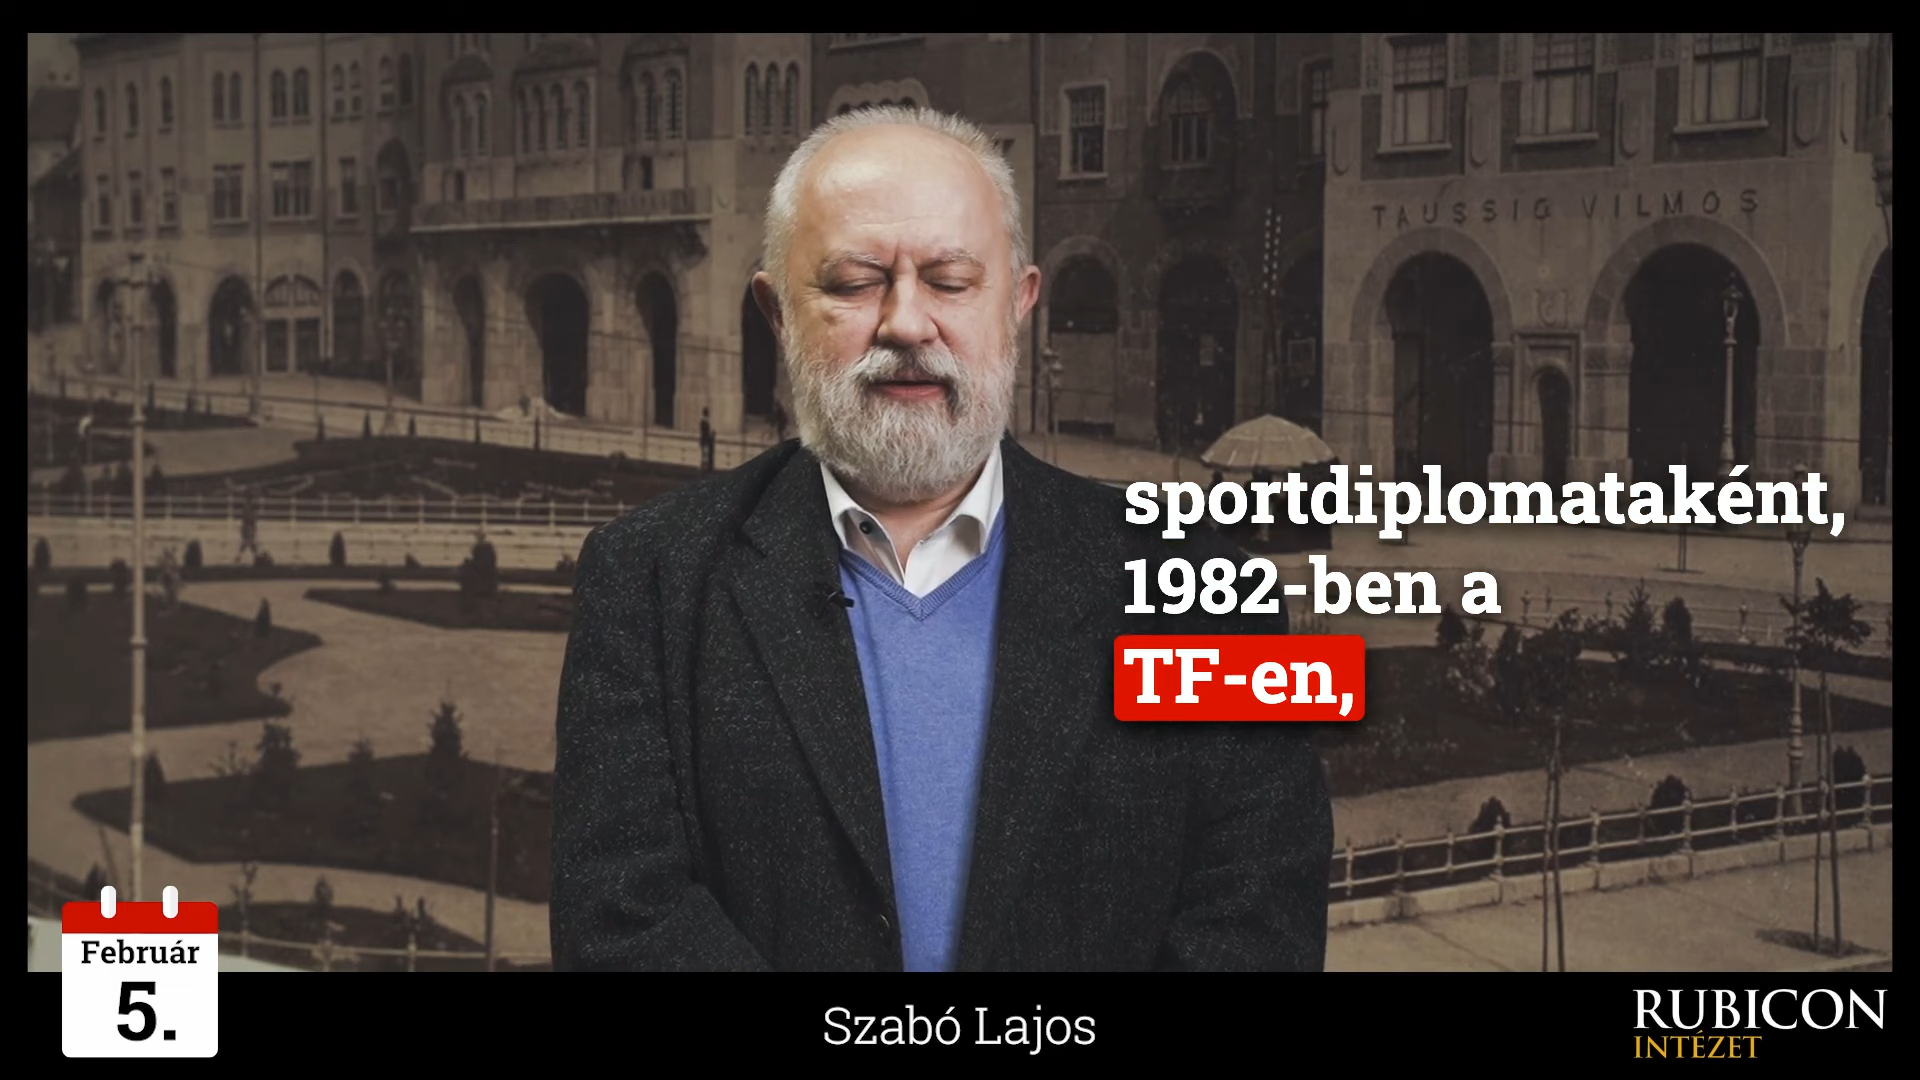 TAUSSIG VILMOS
sportdiplomataként,
1982-ben a
TF-en,
Február
5.
Szabó Lajos
RUBICON
INTÉZET